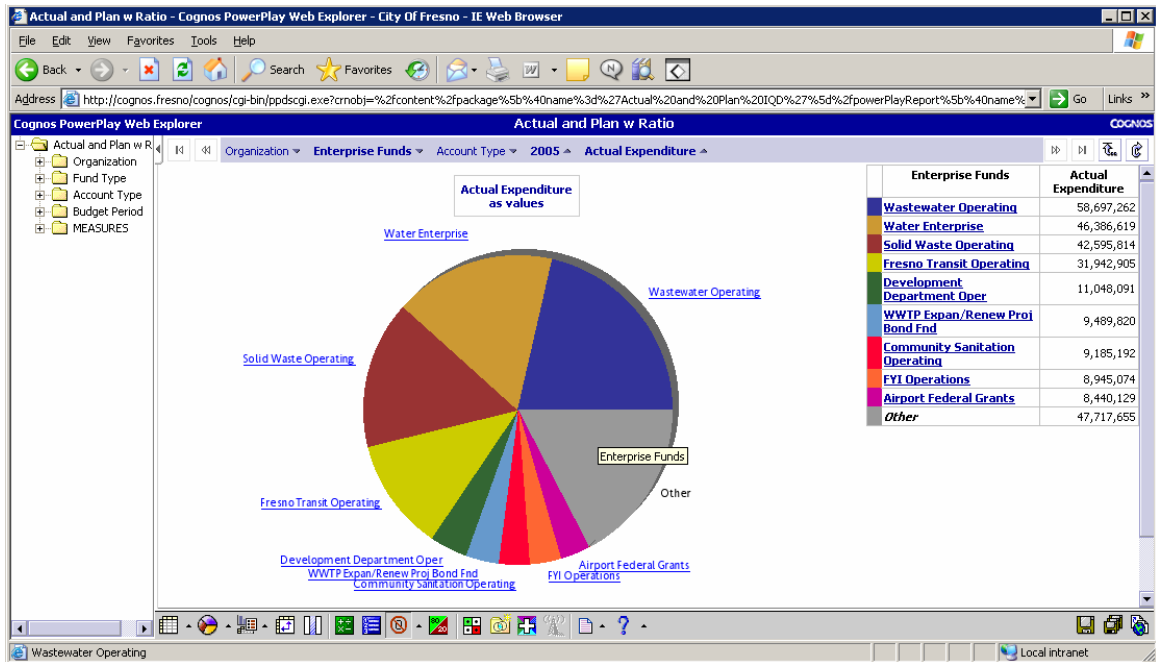 Actual and Plan w Ratio - Cognos PowerPlay Web Explorer - City Of Fresno - IE Web Browser
File Edit View Favorites Tools Help
Back Search Favorites
Address http://cognos.fresno/cognos/cgi-bin/ppdscgi.exe?crnobj=%2fcontent%2fpackage%5b%40name%3d%27Actual%20and%20Plan%20IQD%27%5d%2fpowerPlayReport%5b%40name% Go Links »
Cognos PowerPlay Web Explorer Actual and Plan w Ratio COGNOS
Actual and Plan w R
Organization
Fund Type
Account Type
Budget Period
MEASURES
Organization Enterprise Funds Account Type 2005 Actual Expenditure
Actual Expenditure
as values
Water Enterprise
Wastewater Operating
Solid Waste Operating
Enterprise Funds
Other
Fresno Transit Operating
Development Department Oper
Airport Federal Grants
WWTP Expan/Renew Proj Bond Fnd
FYI Operations
Community Sanitation Operating
Enterprise Funds Actual
Expenditure
Wastewater Operating 58,697,262
Water Enterprise 46,386,619
Solid Waste Operating 42,595,814
Fresno Transit Operating 31,942,905
Development
Department Oper 11,048,091
WWTP Expan/Renew Proj
Bond Fnd 9,489,820
Community Sanitation
Operating 9,185,192
FYI Operations 8,945,074
Airport Federal Grants 8,440,129
Other 47,717,655
Wastewater Operating Local intranet